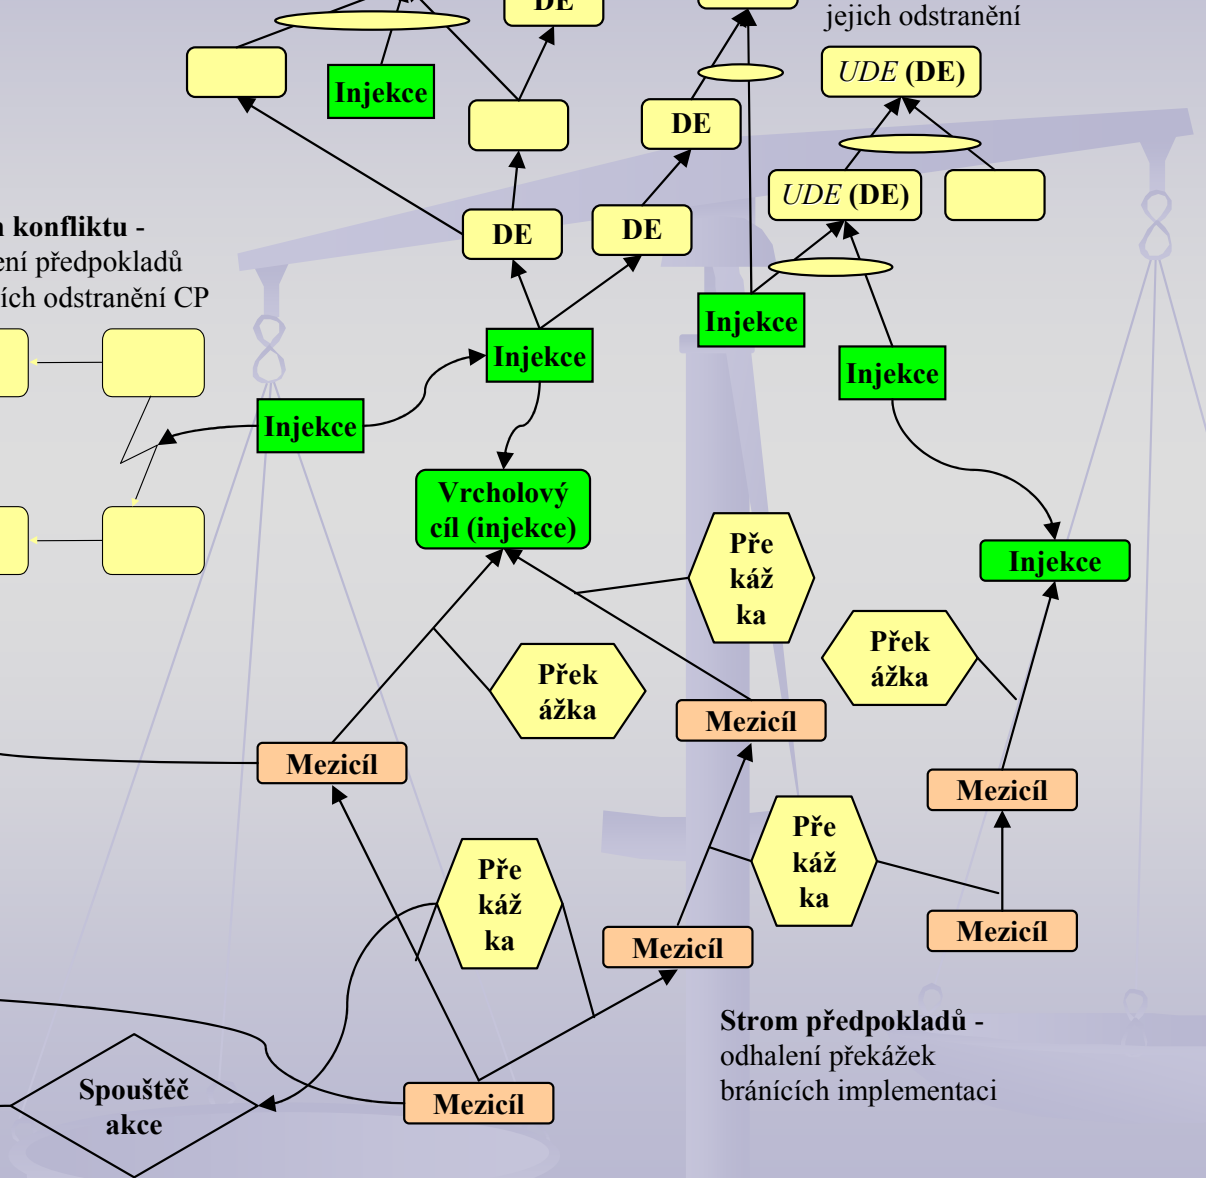 DE
jejich odstranění
UDE (DE)
Injekce
DE
UDE (DE)
DE
DE
konfliktu -
ení předpokladů
ích odstranění CP
Injekce
Injekce
Injekce
Injekce
Vrcholový
cíl (injekce)
Pře
káž
ka
Injekce
Přek
ážka
Přek
ážka
Mezicíl
Mezicíl
Mezicíl
Pře
káž
ka
Pře
káž
ka
Mezicíl
Mezicíl
Strom předpokladů -
odhalení překážek
bránících implementaci
Spouštěč
akce
Mezicíl